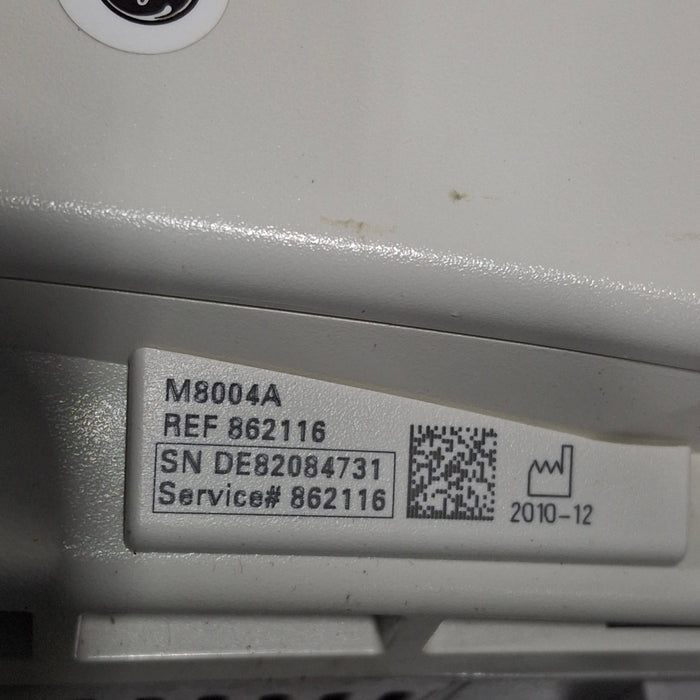 M8004A
REF 862116
SN DE82084731
Service# 862116
2010-12